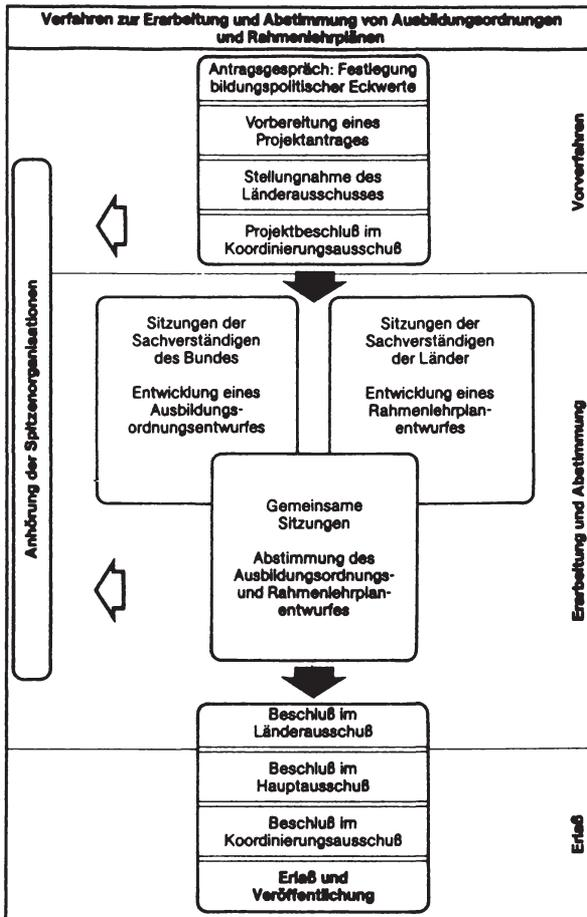 Verfahren zur Erarbeitung und Abstimmung von Ausbildungsordnungen
und Rahmenlehrplänen
Antragsgespräch: Festlegung
bildungspolitischer Eckwerte
Vorbereitung eines
Projektantrages
Stellungnahme des
Länderausschusses
Projektbeschluß im
Koordinierungsausschuß
Vorverfahren
Anhörung der Spitzenorganisationen
Sitzungen der
Sachverständigen
des Bundes
Entwicklung eines
Ausbildungs-
ordnungsentwurfes
Sitzungen der
Sachverständigen
der Länder
Entwicklung eines
Rahmenlehrplan-
entwurfes
Gemeinsame
Sitzungen
Abstimmung des
Ausbildungsordnungs-
und Rahmenlehrplan-
entwurfes
Erarbeitung und Abstimmung
Beschluß im
Länderausschuß
Beschluß im
Hauptausschuß
Beschluß im
Koordinierungsausschuß
Erlaß und
Veröffentlichung
Erlaß